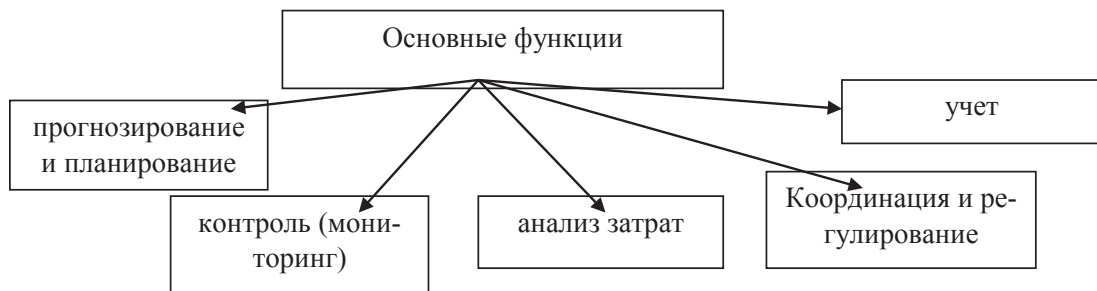 Основные функции
прогнозирование
и планирование
учет
контроль (мони-
торинг)
анализ затрат
Координация и ре-
гулирование